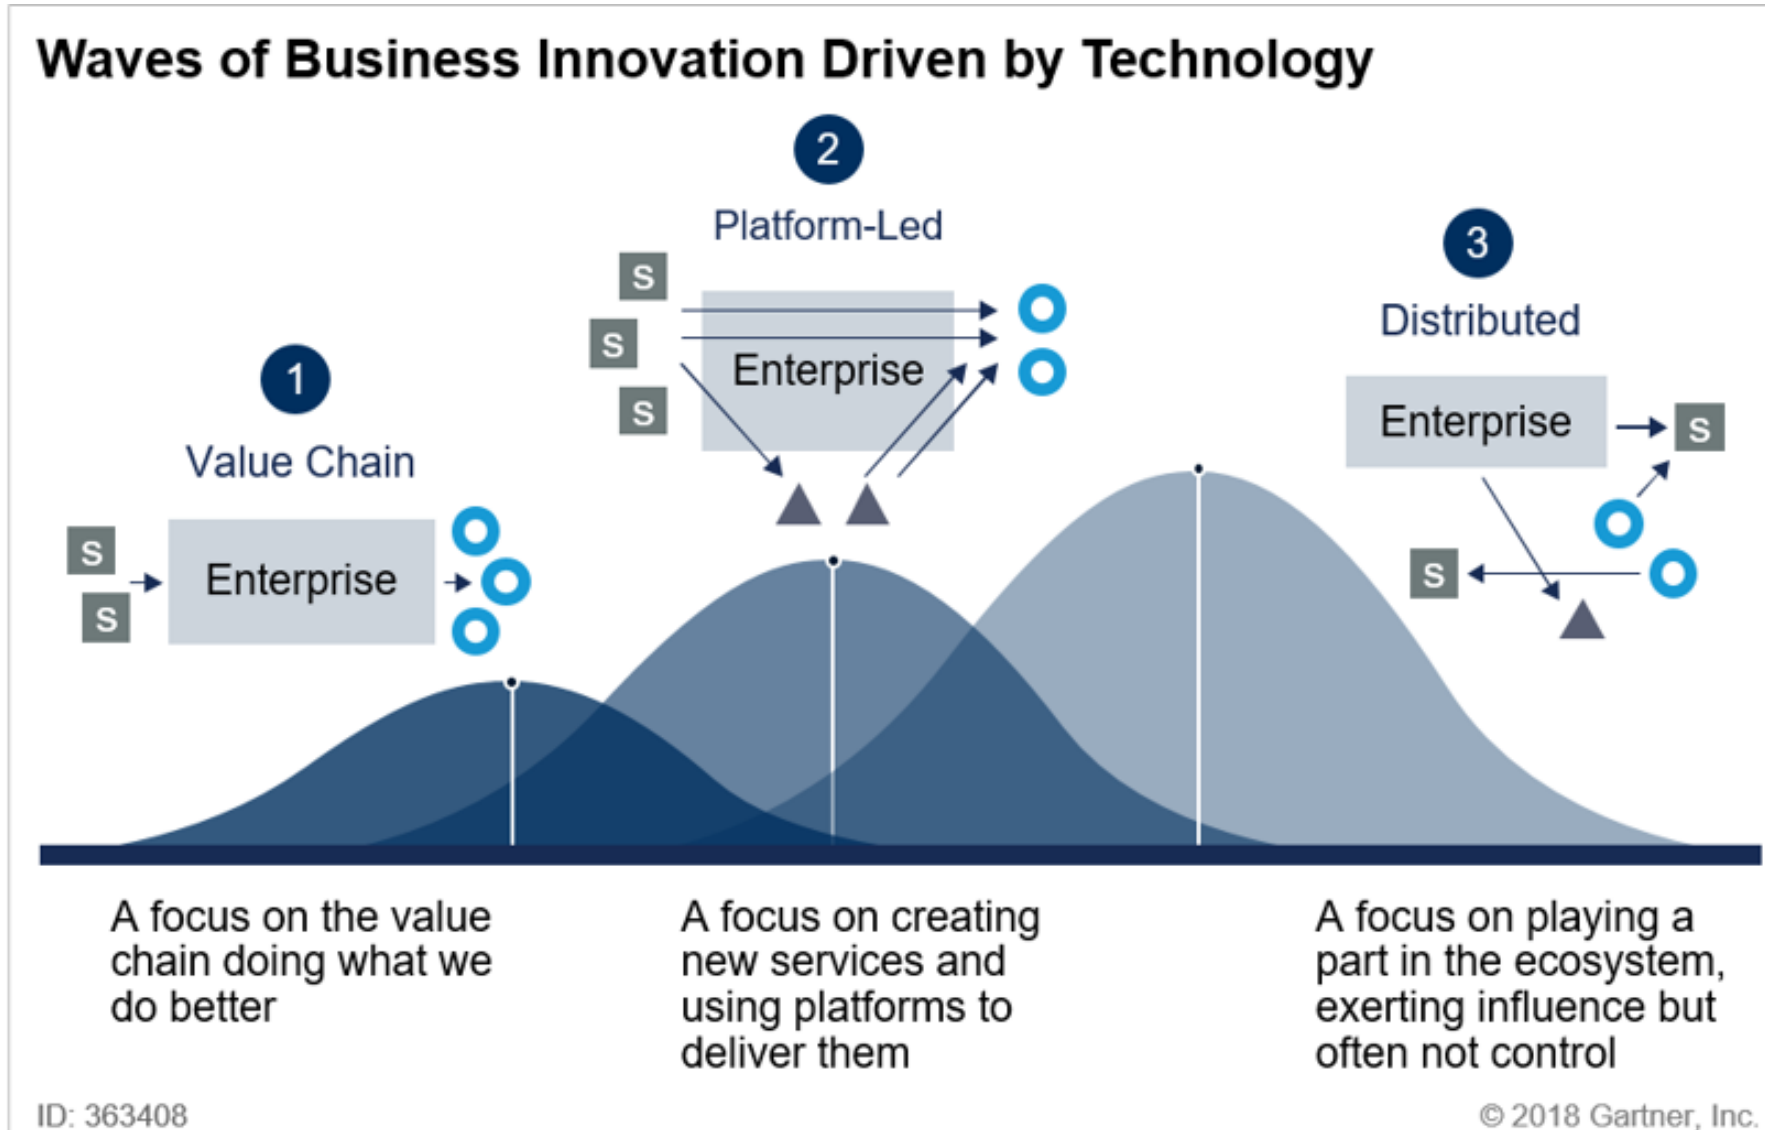 Waves of Business Innovation Driven by Technology
1
Value Chain
S
S
Enterprise
2
Platform-Led
S
S
S
Enterprise
3
Distributed
Enterprise
S
S
A focus on the value
chain doing what we
do better
A focus on creating
new services and
using platforms to
deliver them
A focus on playing a
part in the ecosystem,
exerting influence but
often not control
ID: 363408
© 2018 Gartner, Inc.